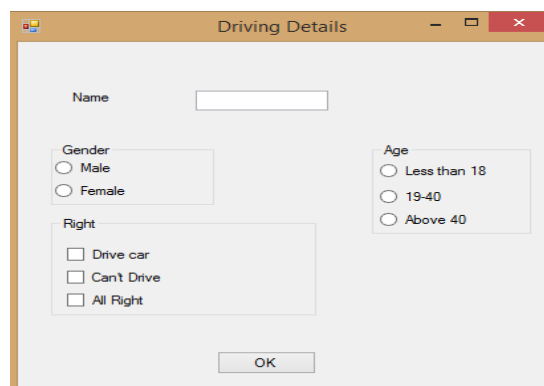 Driving Details
Name
Gender
Male
Female
Age
Less than 18
19-40
Above 40
Right
Drive car
Can't Drive
All Right
OK